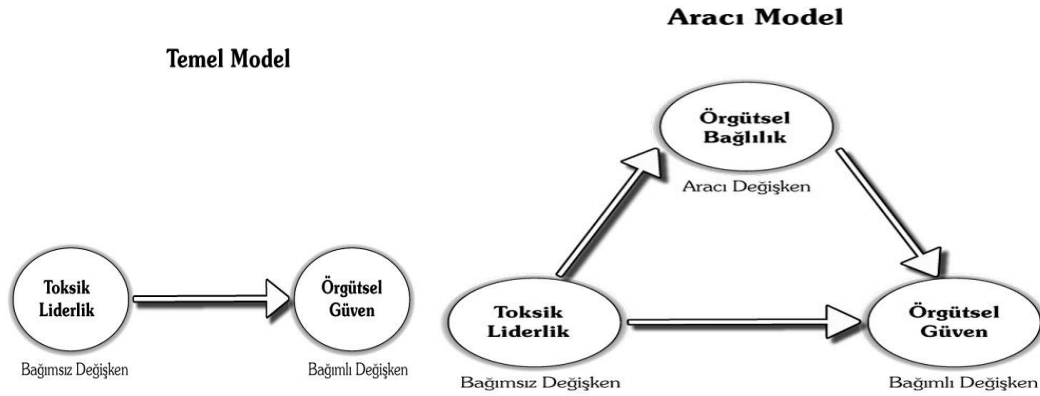 Temel Model
Toksik
Liderlik
Bağımsız Değişken
Örgütsel
Güven
Bağımlı Değişken
Aracı Model
Örgütsel
Bağlılık
Aracı Değişken
Toksik
Liderlik
Bağımsız Değişken
Örgütsel
Güven
Bağımlı Değişken